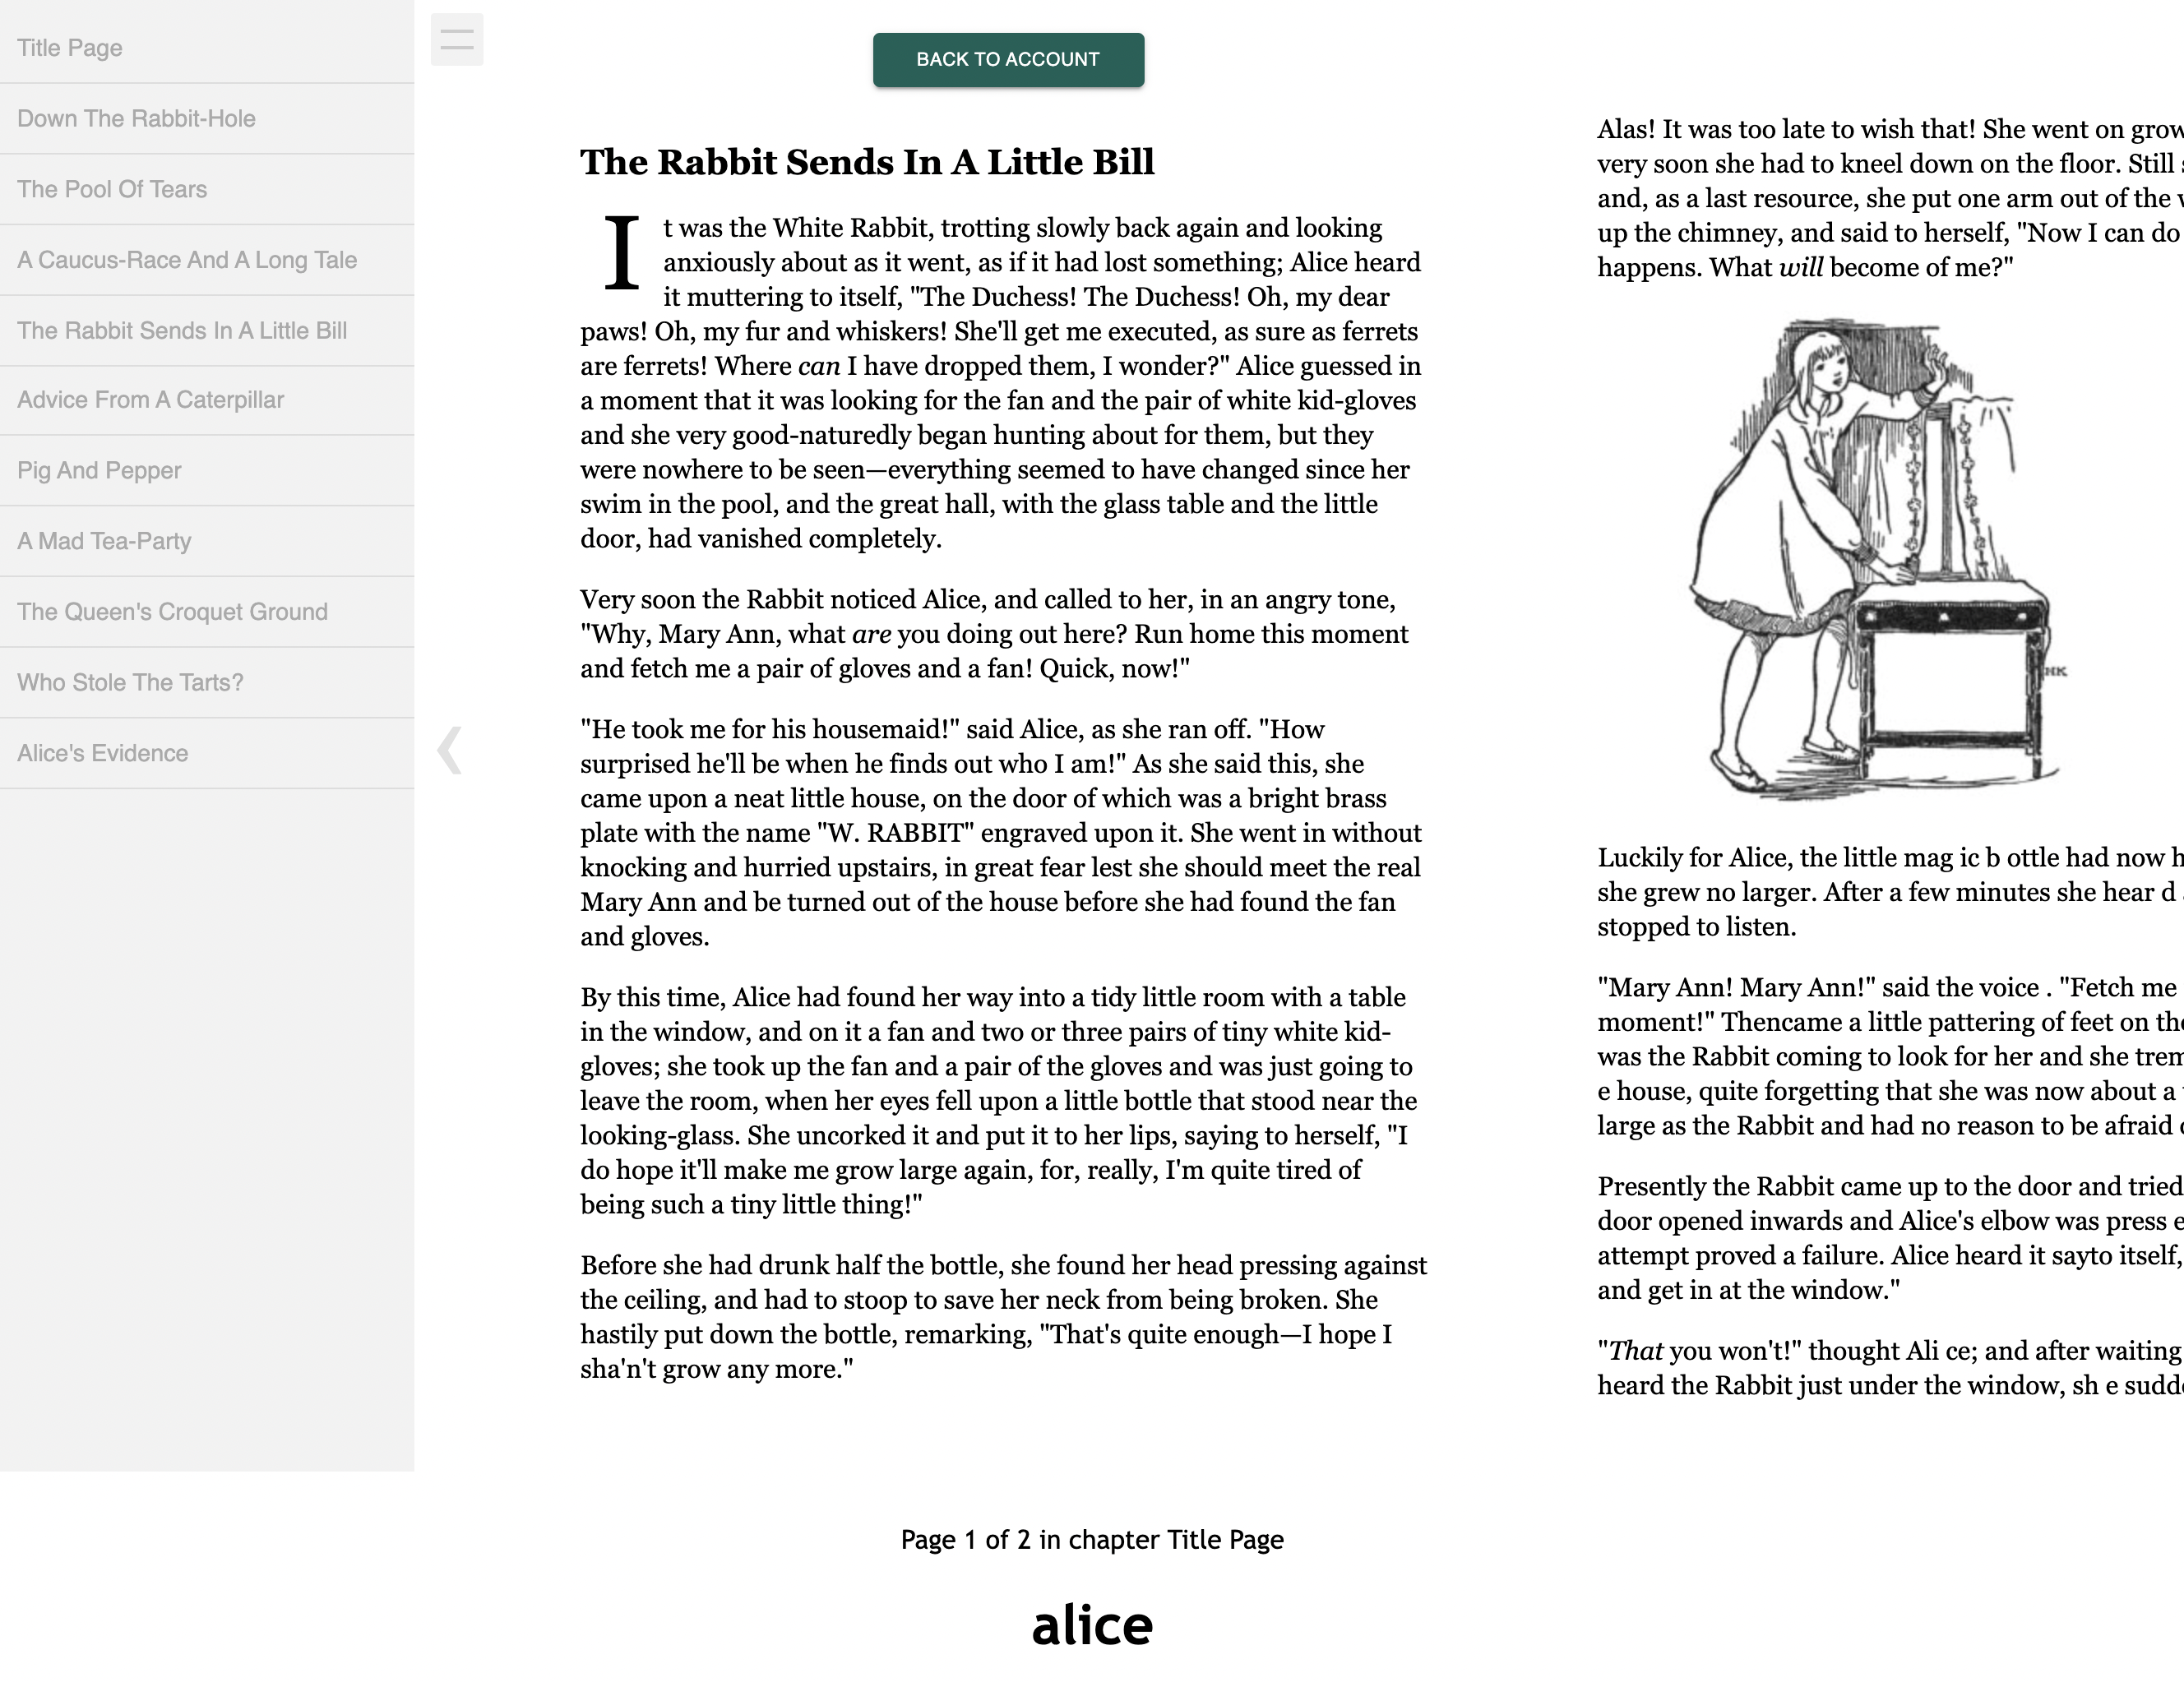 Title Page
Down The Rabbit-Hole
The Pool Of Tears
A Caucus-Race And A Long Tale
The Rabbit Sends In A Little Bill
Advice From A Caterpillar
Pig And Pepper
A Mad Tea-Party
The Queen's Croquet Ground
Who Stole The Tarts?
Alice's Evidence
BACK TO ACCOUNT
The Rabbit Sends In A Little Bill
It was the White Rabbit, trotting slowly back again and looking
anxiously about as it went, as if it had lost something; Alice heard
it muttering to itself, "The Duchess! The Duchess! Oh, my dear
paws! Oh, my fur and whiskers! She'll get me executed, as sure as ferrets
are ferrets! Where can I have dropped them, I wonder?" Alice guessed in
a moment that it was looking for the fan and the pair of white kid-gloves
and she very good-naturedly began hunting about for them, but they
were nowhere to be seen—everything seemed to have changed since her
swim in the pool, and the great hall, with the glass table and the little
door, had vanished completely.
Very soon the Rabbit noticed Alice, and called to her, in an angry tone,
"Why, Mary Ann, what are you doing out here? Run home this moment
and fetch me a pair of gloves and a fan! Quick, now!"
"He took me for his housemaid!" said Alice, as she ran off. "How
surprised he'll be when he finds out who I am!" As she said this, she
came upon a neat little house, on the door of which was a bright brass
plate with the name "W. RABBIT" engraved upon it. She went in without
knocking and hurried upstairs, in great fear lest she should meet the real
Mary Ann and be turned out of the house before she had found the fan
and gloves.
By this time, Alice had found her way into a tidy little room with a table
in the window, and on it a fan and two or three pairs of tiny white kid-
gloves; she took up the fan and a pair of the gloves and was just going to
leave the room, when her eyes fell upon a little bottle that stood near the
looking-glass. She uncorked it and put it to her lips, saying to herself, "I
do hope it'll make me grow large again, for, really, I'm quite tired of
being such a tiny little thing!"
Before she had drunk half the bottle, she found her head pressing against
the ceiling, and had to stoop to save her neck from being broken. She
hastily put down the bottle, remarking, "That's quite enough—I hope I
sha'n't grow any more."
Alas! It was too late to wish that! She went on grow
very soon she had to kneel down on the floor. Still
and, as a last resource, she put one arm out of the
up the chimney, and said to herself, "Now I can do
happens. What will become of me?"
HK
Luckily for Alice, the little mag ic b ottle had now h
she grew no larger. After a few minutes she hear d
stopped to listen.
"Mary Ann! Mary Ann!" said the voice . "Fetch me
moment!" Thencame a little pattering of feet on the
was the Rabbit coming to look for her and she trem
e house, quite forgetting that she was now about a
large as the Rabbit and had no reason to be afraid
Presently the Rabbit came up to the door and tried
door opened inwards and Alice's elbow was press e
attempt proved a failure. Alice heard it sayto itself,
and get in at the window."
"That you won't!" thought Ali ce; and after waiting
heard the Rabbit just under the window, sh e sudd
Page 1 of 2 in chapter Title Page
alice